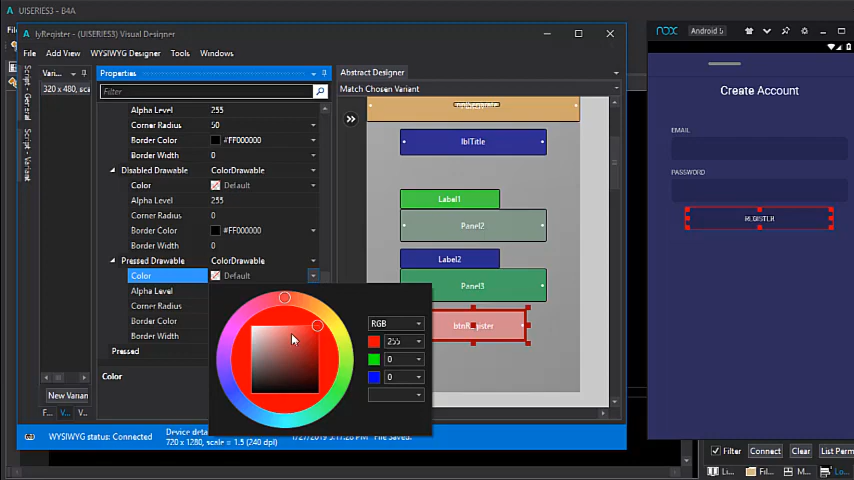 UISERIES3 - B4A
lyRegister - (UISERIES3) Visual Designer
File
Add View
WYSIWYG Designer
Tools
Windows
Properties
Abstract Designer
Filter
Match Chosen Variant
320 x 480, sca
Script - General
Script - Variant
Alpha Level
255
Corner Radius
50
Border Color
#FF000000
Border Width
0
Disabled Drawable
ColorDrawable
Color
Default
Alpha Level
255
Corner Radius
0
Border Color
#FF000000
Border Width
0
Pressed Drawable
ColorDrawable
Color
Default
Alpha Level
Corner Radius
Border Color
Border Width
Pressed
Color
RGB
255
0
0
lblTitle
Label1
Panel2
Label2
Panel3
btnRegister
New Varian
F...
V...
V...
WYSIWYG status: Connected
720 x 1280, scale = 1.5 (240 dpi)
File Saved.
nox
Android 5
Create Account
EMAIL
PASSWORD
REGISTER
Filter
Connect
Clear
List Perm
Li...
Fil...
M...
Lo...